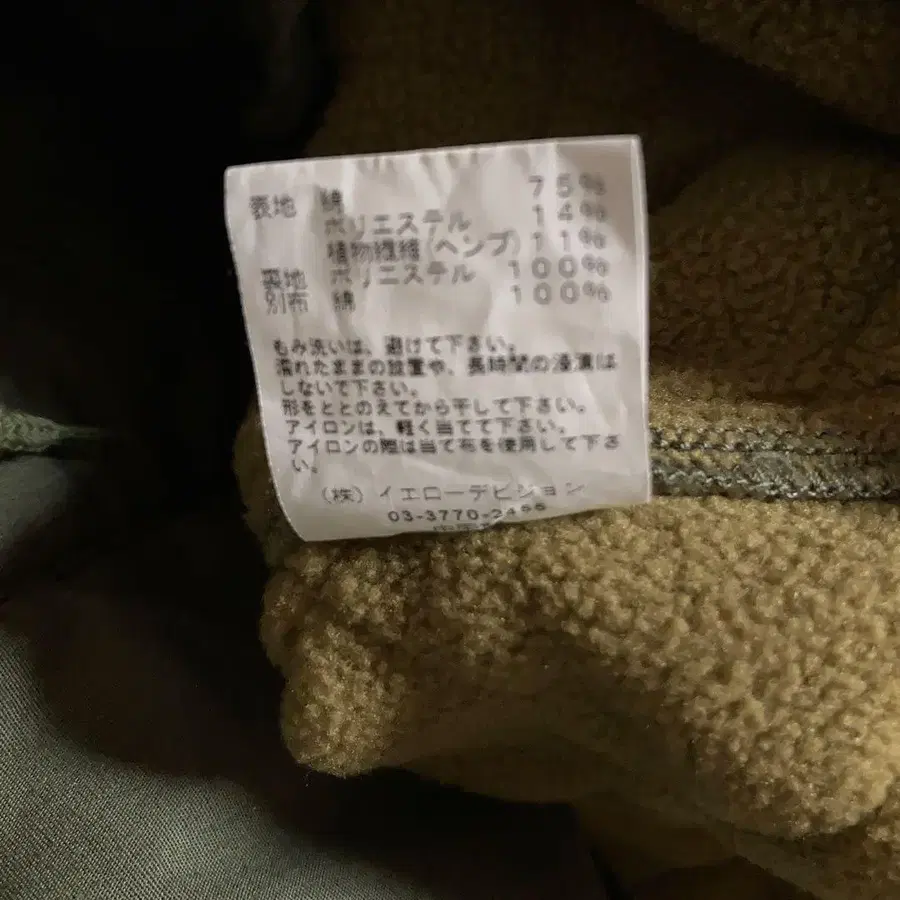 表地 綿 75%
ポリエステル 14%
植物繊維(ヘンプ) 11%
裏地 ポリエステル 100%
別布 綿 100%
もみ洗いは、避けて下さい。
濡れたままの放置や、長時間の浸漬は
しないで下さい。
形をととのえてから干して下さい。
アイロンは、軽く当てて下さい。
アイロンの際は当て布を使用して下さ
い。
(株)イエローデビジョン
03-3770-